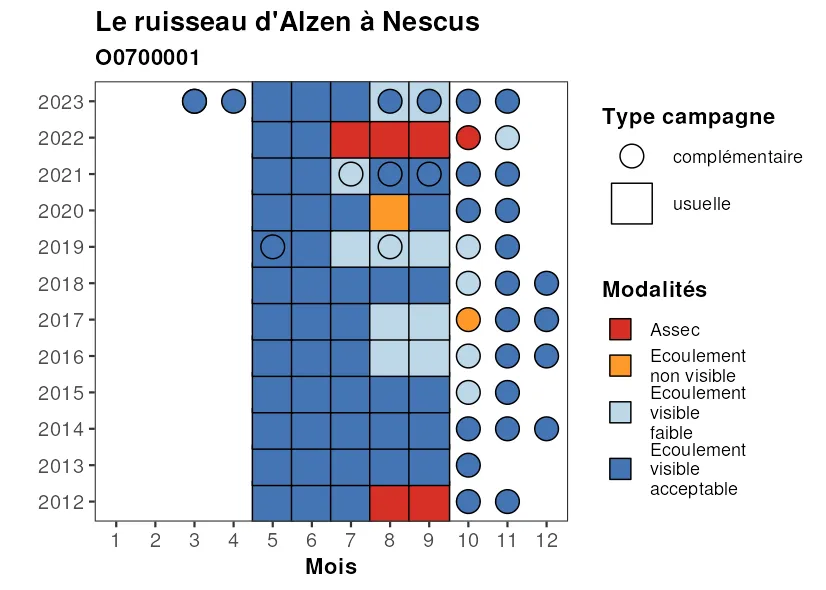 Le ruisseau d'Alzen à Nescus
O0700001
2023
2022
2021
2020
2019
2018
2017
2016
2015
2014
2013
2012
1 2 3 4 5 6 7 8 9 10 11 12
Mois
Type campagne
complémentaire
usuelle
Modalités
Assec
Ecoulement
non visible
Ecoulement
visible
faible
Ecoulement
visible
acceptable